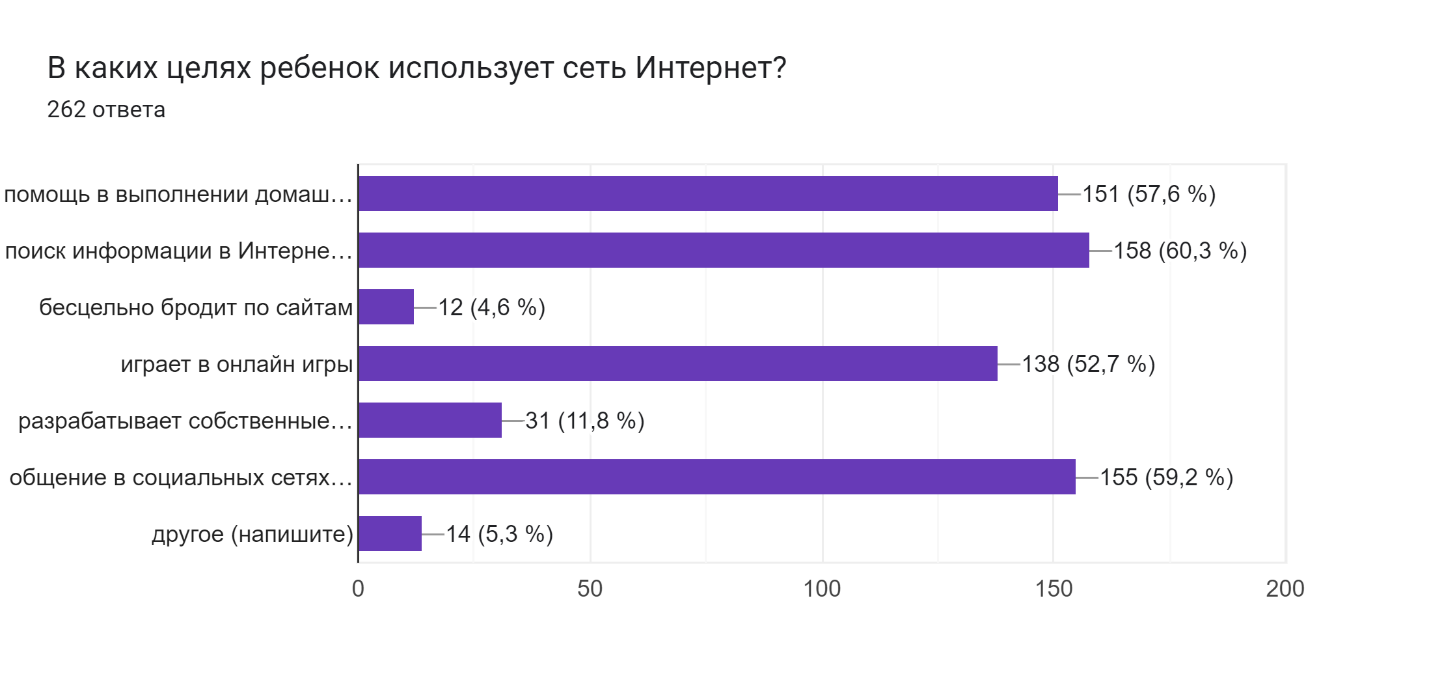 В каких целях ребенок использует сеть Интернет?
262 ответа
помощь в выполнении домаш… 151 (57,6 %)
поиск информации в Интерне… 158 (60,3 %)
бесцельно бродит по сайтам 12 (4,6 %)
играет в онлайн игры 138 (52,7 %)
разрабатывает собственные… 31 (11,8 %)
общение в социальных сетях… 155 (59,2 %)
другое (напишите) 14 (5,3 %)
0 50 100 150 200